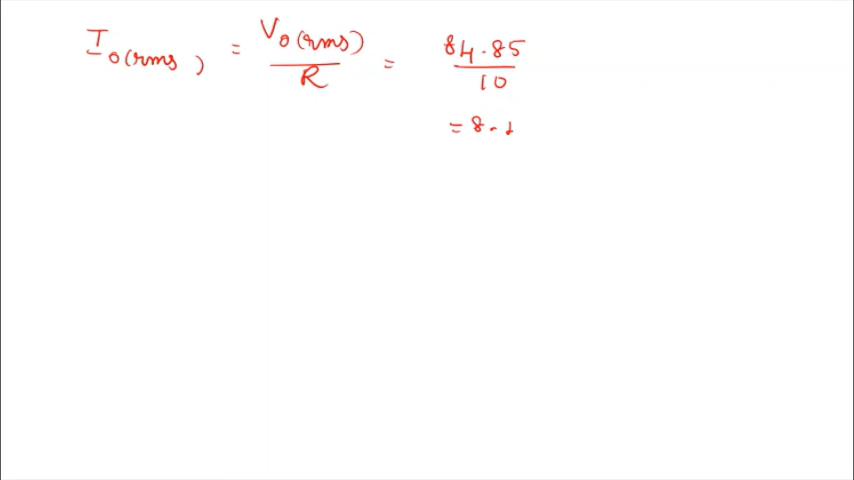 I0(rms) = V0(rms) / R = 84.85 / 10
= 8.